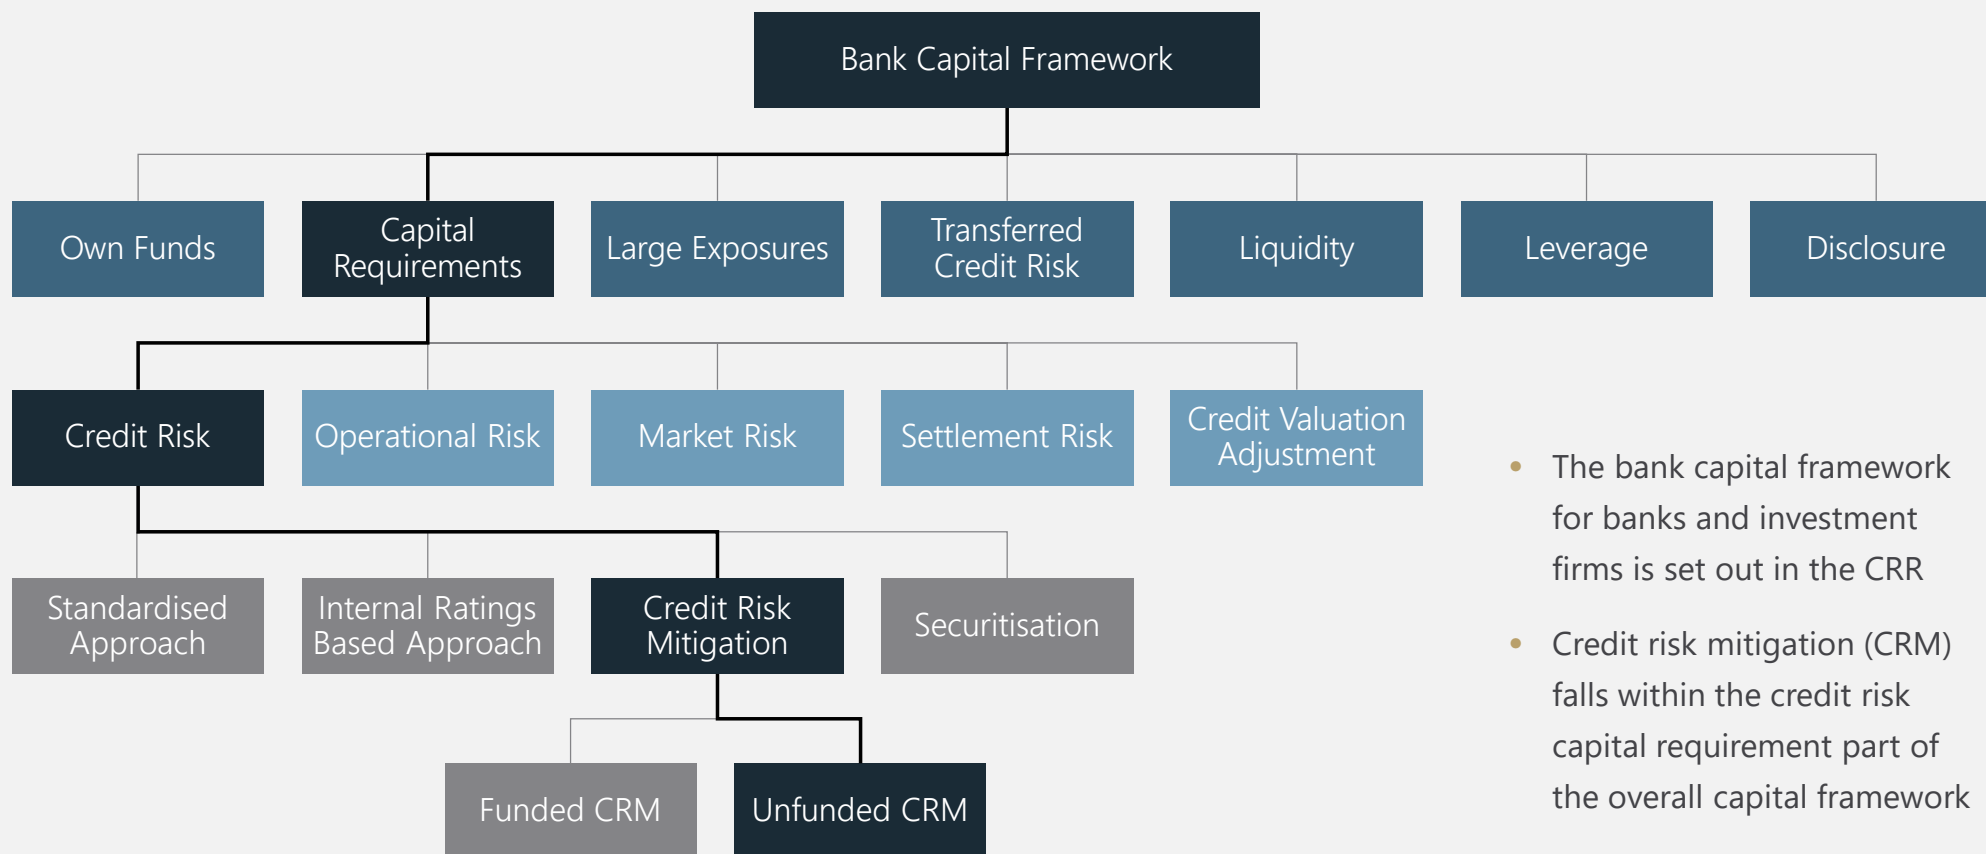 Bank Capital Framework
Own Funds
Capital
Requirements
Large Exposures
Transferred
Credit Risk
Liquidity
Leverage
Disclosure
Credit Risk
Operational Risk
Market Risk
Settlement Risk
Credit Valuation
Adjustment
Standardised
Approach
Internal Ratings
Based Approach
Credit Risk
Mitigation
Securitisation
Funded CRM
Unfunded CRM
• The bank capital framework
for banks and investment
firms is set out in the CRR
• Credit risk mitigation (CRM)
falls within the credit risk
capital requirement part of
the overall capital framework